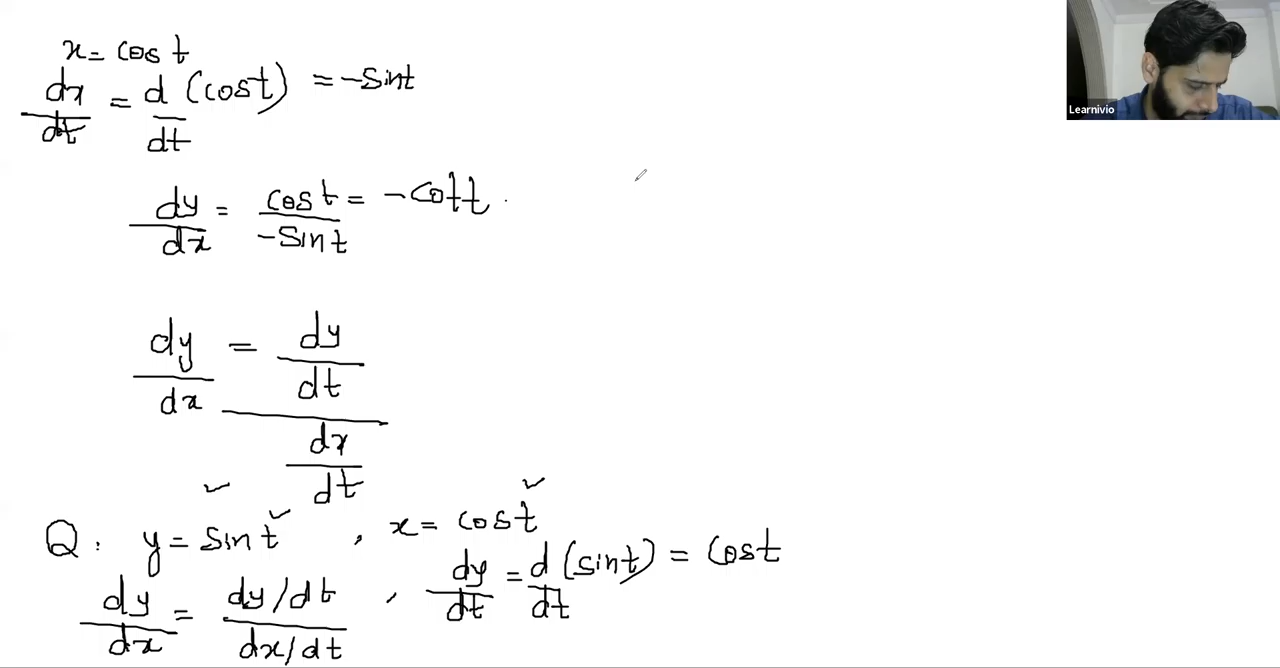 x = cos t
dx/dt = d/dt (cos t) = -Sint
Learnivio
dy/dx = cos t / -Sin t = -Cot t.
dy/dx = dy/dt / dx/dt
Q. y = Sin t, x = cos t
dy/dx = dy/dt / dx/dt, dy/dt = d/dt (sin t) = Cos t